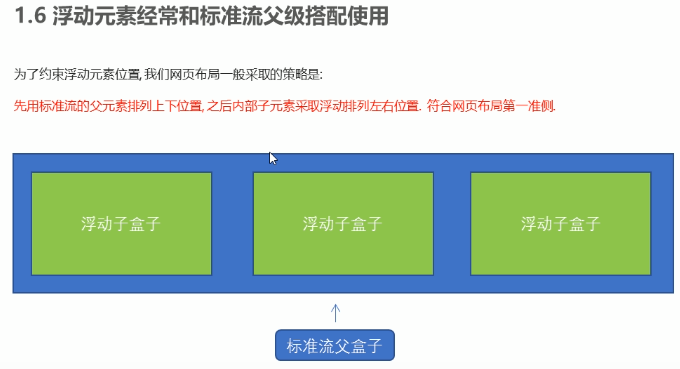 1.6 浮动元素经常和标准流父级搭配使用
为了约束浮动元素位置, 我们网页布局一般采取的策略是:
先用标准流的父元素排列上下位置, 之后内部子元素采取浮动排列左右位置. 符合网页布局第一准侧.
浮动子盒子 浮动子盒子 浮动子盒子
标准流父盒子